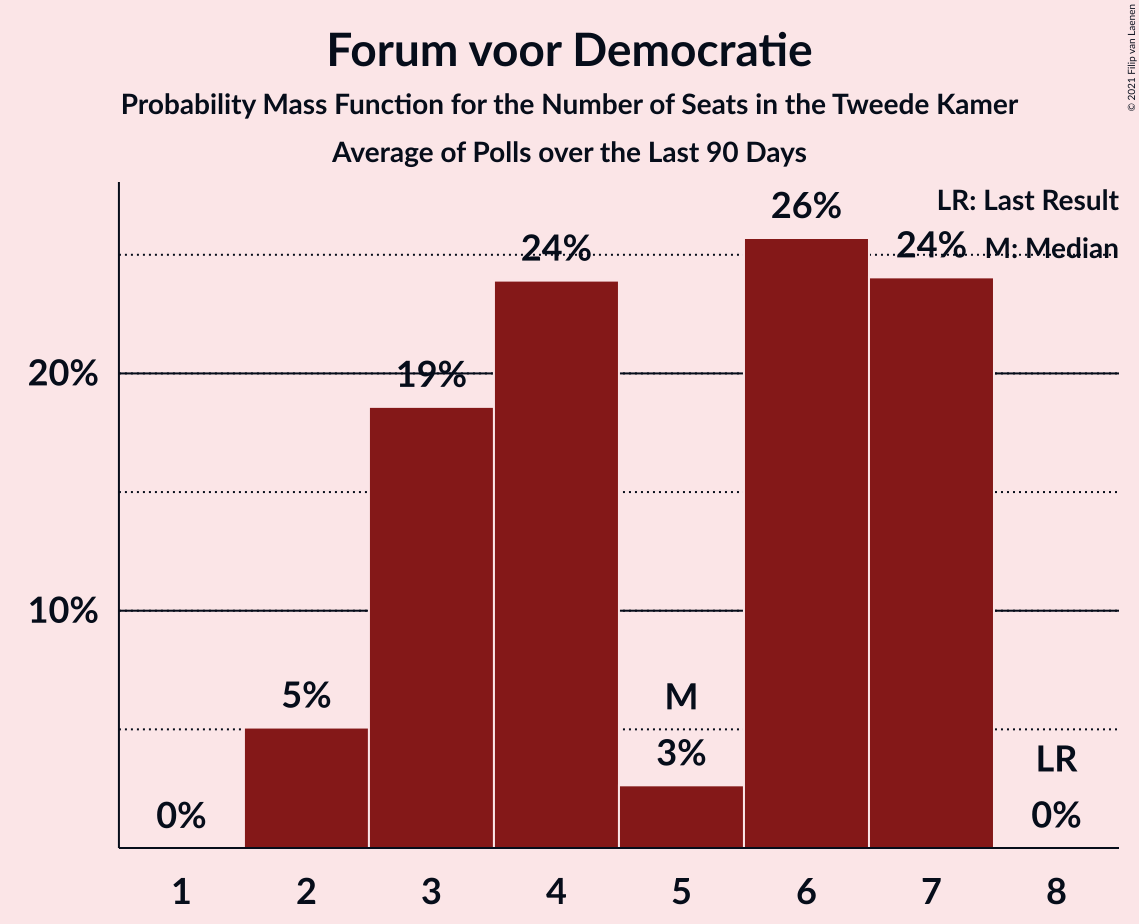 Forum voor Democratie
Probability Mass Function for the Number of Seats in the Tweede Kamer
Average of Polls over the Last 90 Days
© 2021 Filip van Laenen
LR: Last Result
M: Median
26%
24%
24%
20%
19%
10%
5%
M
3%
LR
0%
0%
1 2 3 4 5 6 7 8